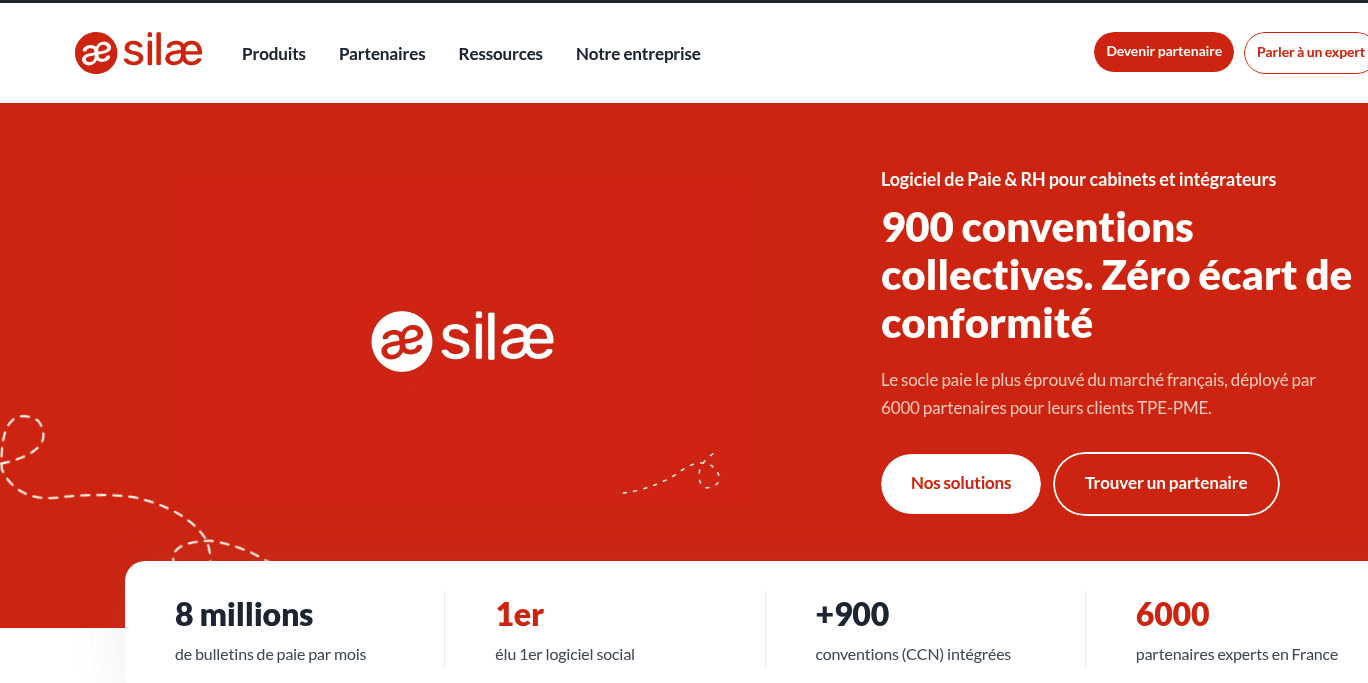 æ silæ
Produits
Partenaires
Ressources
Notre entreprise
Devenir partenaire
Parler à un expert
æ silæ
Logiciel de Paie & RH pour cabinets et intégrateurs
900 conventions
collectives. Zéro écart de
conformité
Le socle paie le plus éprouvé du marché français, déployé par
6000 partenaires pour leurs clients TPE-PME.
Nos solutions
Trouver un partenaire
8 millions
de bulletins de paie par mois
1er
élu 1er logiciel social
+900
conventions (CCN) intégrées
6000
partenaires experts en France